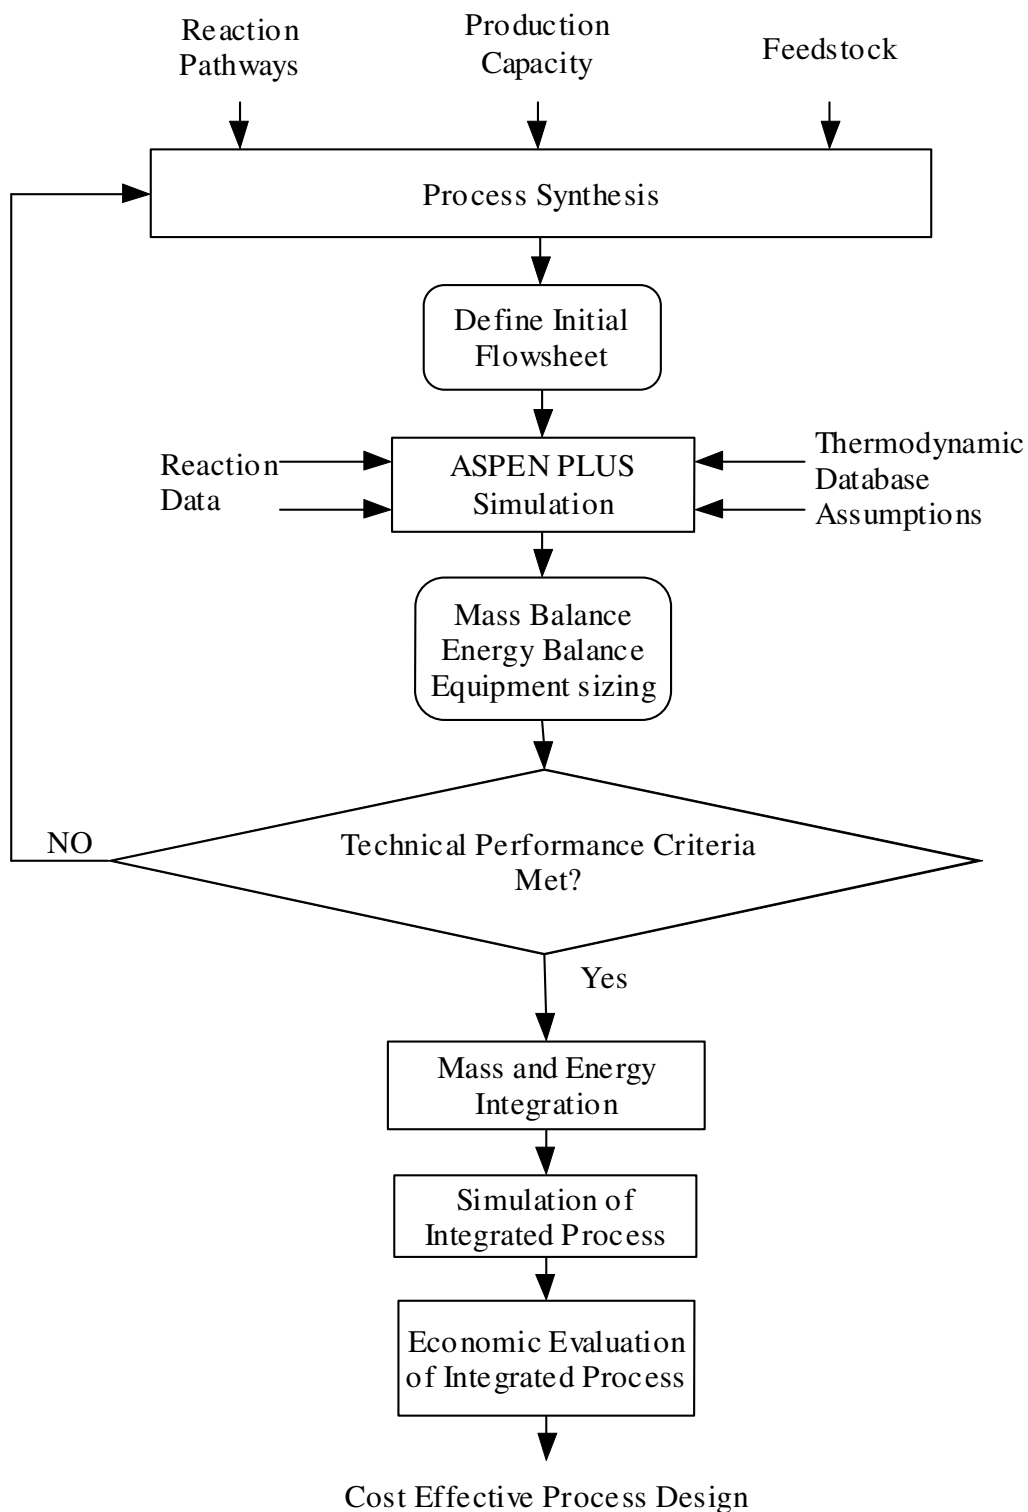 Reaction
Pathways
Production
Capacity
Feedstock
Process Synthesis
Define Initial
Flowsheet
Reaction
Data
ASPEN PLUS
Simulation
Thermodynamic
Database
Assumptions
Mass Balance
Energy Balance
Equipment sizing
NO
Technical Performance Criteria
Met?
Yes
Mass and Energy
Integration
Simulation of
Integrated Process
Economic Evaluation
of Integrated Process
Cost Effective Process Design